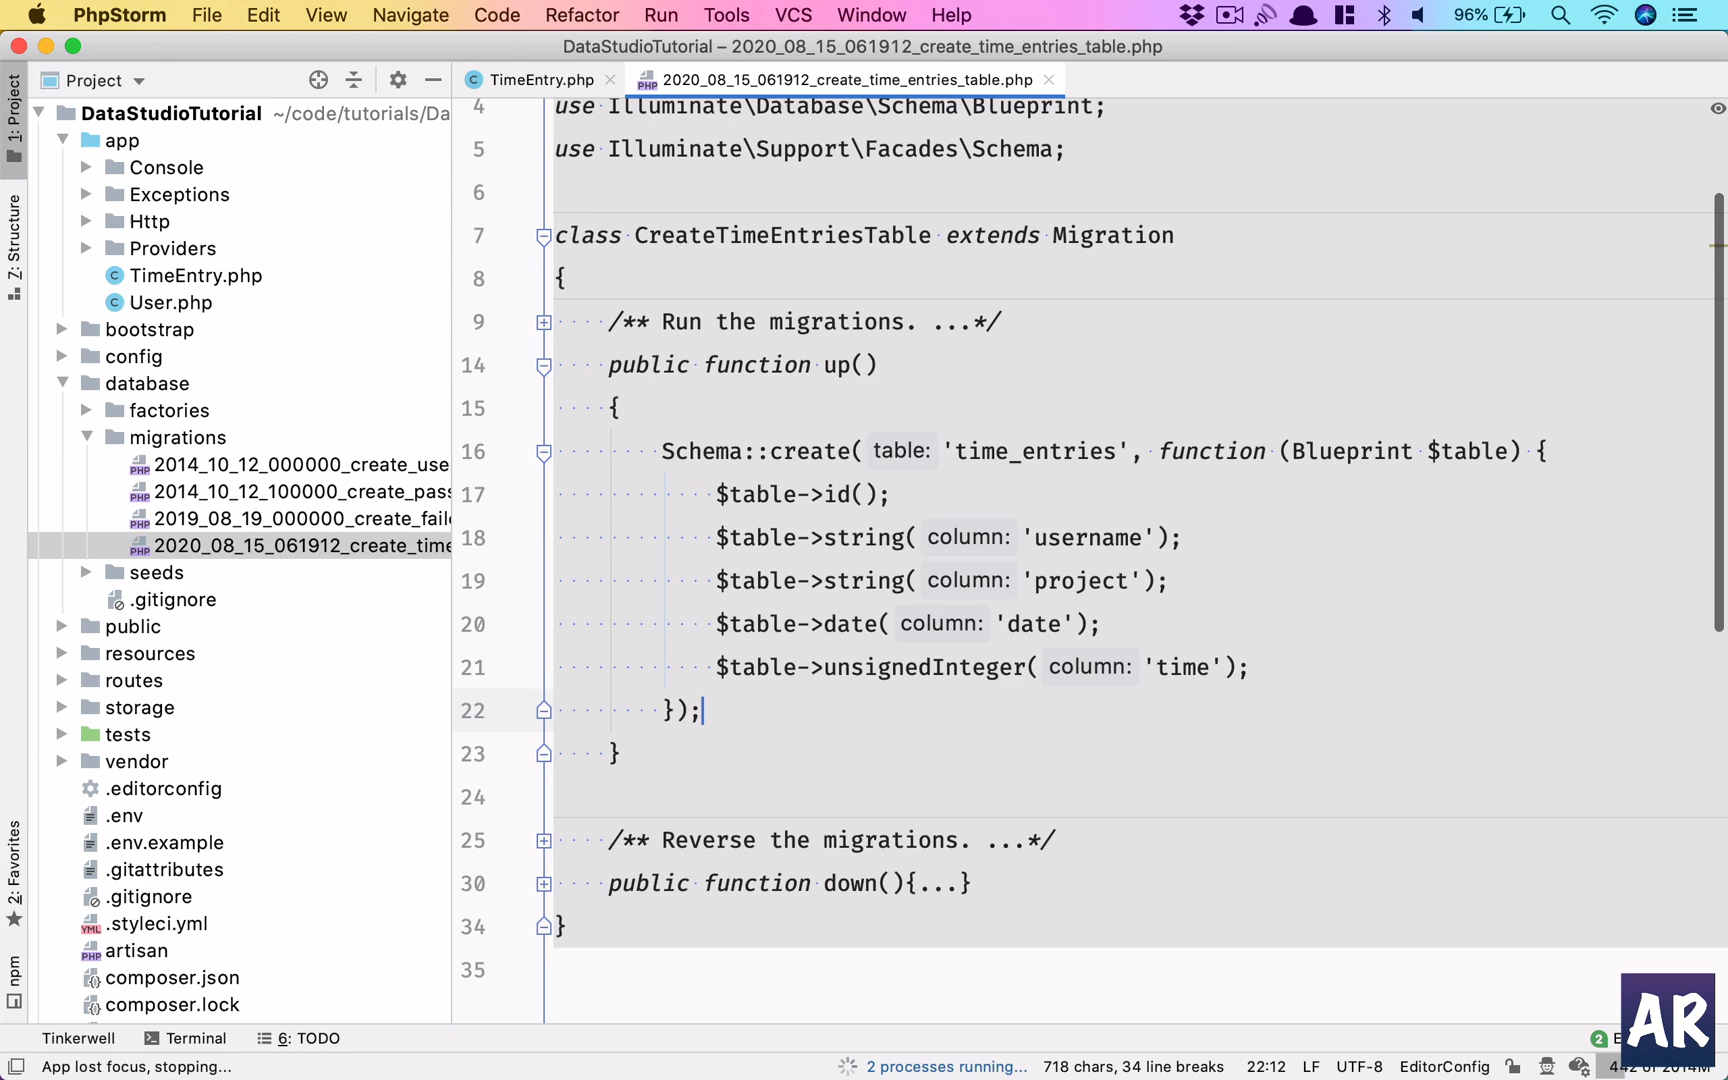 PhpStorm File Edit View Navigate Code Refactor Run Tools VCS Window Help 96%
DataStudioTutorial – 2020_08_15_061912_create_time_entries_table.php
Project
TimeEntry.php
2020_08_15_061912_create_time_entries_table.php
1: Project
7: Structure
2: Favorites
npm
DataStudioTutorial ~/code/tutorials/Da
app
Console
Exceptions
Http
Providers
TimeEntry.php
User.php
bootstrap
config
database
factories
migrations
2014_10_12_000000_create_use
2014_10_12_100000_create_pas
2019_08_19_000000_create_fail
2020_08_15_061912_create_time
seeds
.gitignore
public
resources
routes
storage
tests
vendor
.editorconfig
.env
.env.example
.gitattributes
.gitignore
.styleci.yml
artisan
composer.json
composer.lock
4 use Illuminate\Database\Schema\Blueprint;
5 use Illuminate\Support\Facades\Schema;
6
7 class CreateTimeEntriesTable extends Migration
8 {
9 /** Run the migrations. ...*/
14 public function up()
15 {
16 Schema::create( table: 'time_entries', function (Blueprint $table) {
17 $table->id();
18 $table->string( column: 'username');
19 $table->string( column: 'project');
20 $table->date( column: 'date');
21 $table->unsignedInteger( column: 'time');
22 });
23 }
24
25 /** Reverse the migrations. ...*/
30 public function down(){...}
34 }
35
Tinkerwell Terminal 6: TODO 2
App lost focus, stopping... 2 processes running... 718 chars, 34 line breaks 22:12 LF UTF-8 EditorConfig
AR